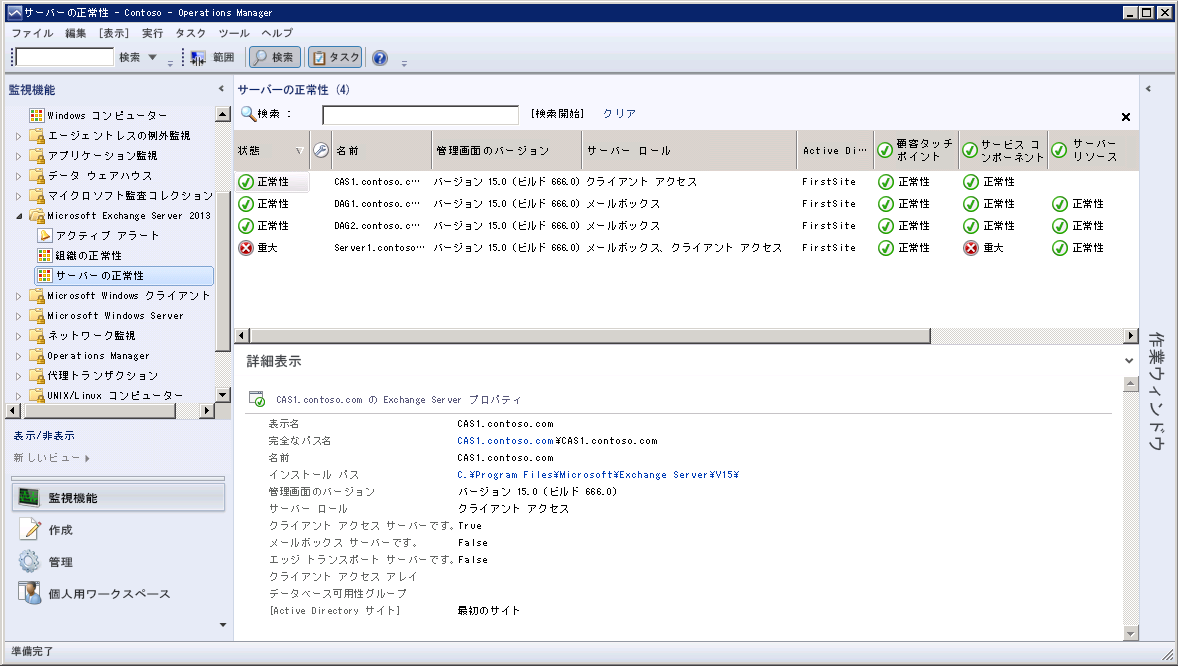 サーバーの正常性 - Contoso - Operations Manager
ファイル 編集 [表示] 実行 タスク ツール ヘルプ
検索 範囲 検索 タスク
監視機能
Windows コンピューター
エージェントレスの例外監視
アプリケーション監視
データ ウェアハウス
マイクロソフト監査コレクション
Microsoft Exchange Server 2013
アクティブ アラート
組織の正常性
サーバーの正常性
Microsoft Windows クライアント
Microsoft Windows Server
ネットワーク監視
Operations Manager
代理トランザクション
UNIX/Linux コンピューター
表示/非表示
新しいビュー
監視機能
作成
管理
個人用ワークスペース
サーバーの正常性 (4)
検索 : [検索開始] クリア
状態 名前 管理画面のバージョン サーバー ロール Active Di… 顧客タッチ ポイント サービス コンポーネント サーバー リソース
正常性 CAS1.contoso.c… バージョン 15.0 (ビルド 666.0) クライアント アクセス FirstSite 正常性 正常性
正常性 DAG1.contoso.c… バージョン 15.0 (ビルド 666.0) メールボックス FirstSite 正常性 正常性 正常性
正常性 DAG2.contoso.c… バージョン 15.0 (ビルド 666.0) メールボックス FirstSite 正常性 正常性 正常性
重大 Server1.contoso… バージョン 15.0 (ビルド 666.0) メールボックス、クライアント アクセス FirstSite 正常性 重大 正常性
詳細表示
CAS1.contoso.com の Exchange Server プロパティ
表示名 CAS1.contoso.com
完全なパス名 CAS1.contoso.com¥CAS1.contoso.com
名前 CAS1.contoso.com
インストール パス C.¥Program Files¥Microsoft¥Exchange Server¥V15¥
管理画面のバージョン バージョン 15.0 (ビルド 666.0)
サーバー ロール クライアント アクセス
クライアント アクセス サーバーです。 True
メールボックス サーバーです。 False
エッジ トランスポート サーバーです。 False
クライアント アクセス アレイ
データベース可用性グループ
[Active Directory サイト] 最初のサイト
作業ウィンドウ
準備完了